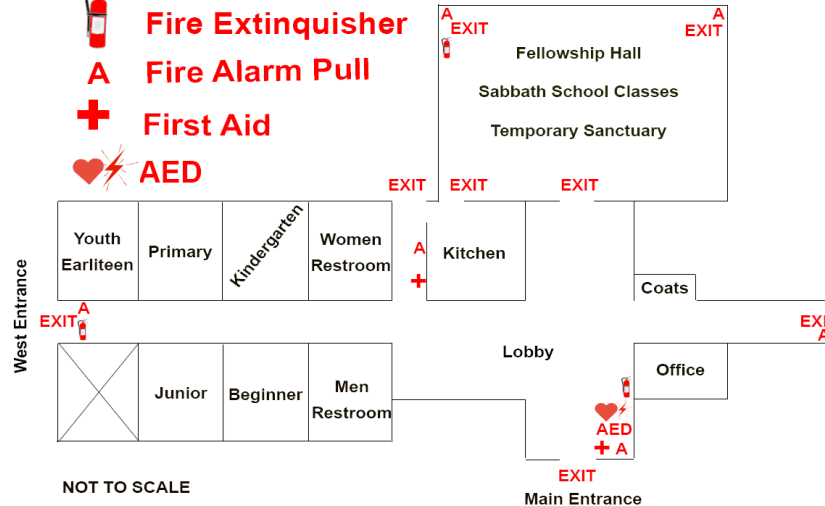 Fire Extinquisher
A Fire Alarm Pull
First Aid
AED
A
EXIT
A
EXIT
Fellowship Hall
Sabbath School Classes
Temporary Sanctuary
EXIT
EXIT
EXIT
Youth
Earliteen
Primary
Kindergarten
Women
Restroom
A
Kitchen
Coats
West Entrance
EXIT
A
EXI
A
Lobby
Office
Junior
Beginner
Men
Restroom
AED
A
EXIT
Main Entrance
NOT TO SCALE